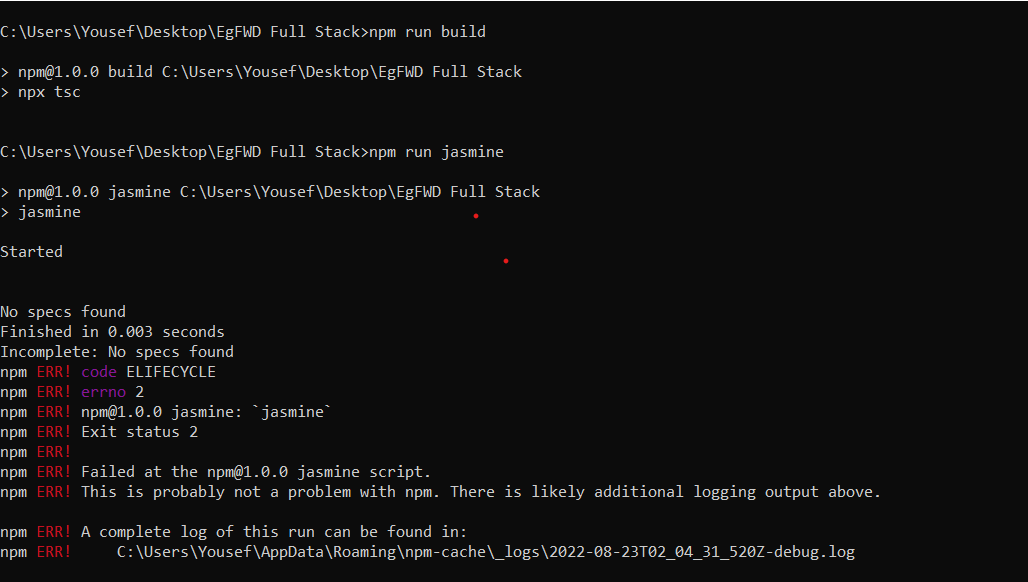 C:\Users\Yousef\Desktop\EgFWD Full Stack>npm run build
> npm@1.0.0 build C:\Users\Yousef\Desktop\EgFWD Full Stack
> npx tsc
C:\Users\Yousef\Desktop\EgFWD Full Stack>npm run jasmine
> npm@1.0.0 jasmine C:\Users\Yousef\Desktop\EgFWD Full Stack
> jasmine
Started
No specs found
Finished in 0.003 seconds
Incomplete: No specs found
npm ERR! code ELIFECYCLE
npm ERR! errno 2
npm ERR! npm@1.0.0 jasmine: `jasmine`
npm ERR! Exit status 2
npm ERR!
npm ERR! Failed at the npm@1.0.0 jasmine script.
npm ERR! This is probably not a problem with npm. There is likely additional logging output above.
npm ERR! A complete log of this run can be found in:
npm ERR!     C:\Users\Yousef\AppData\Roaming\npm-cache\_logs\2022-08-23T02_04_31_520Z-debug.log